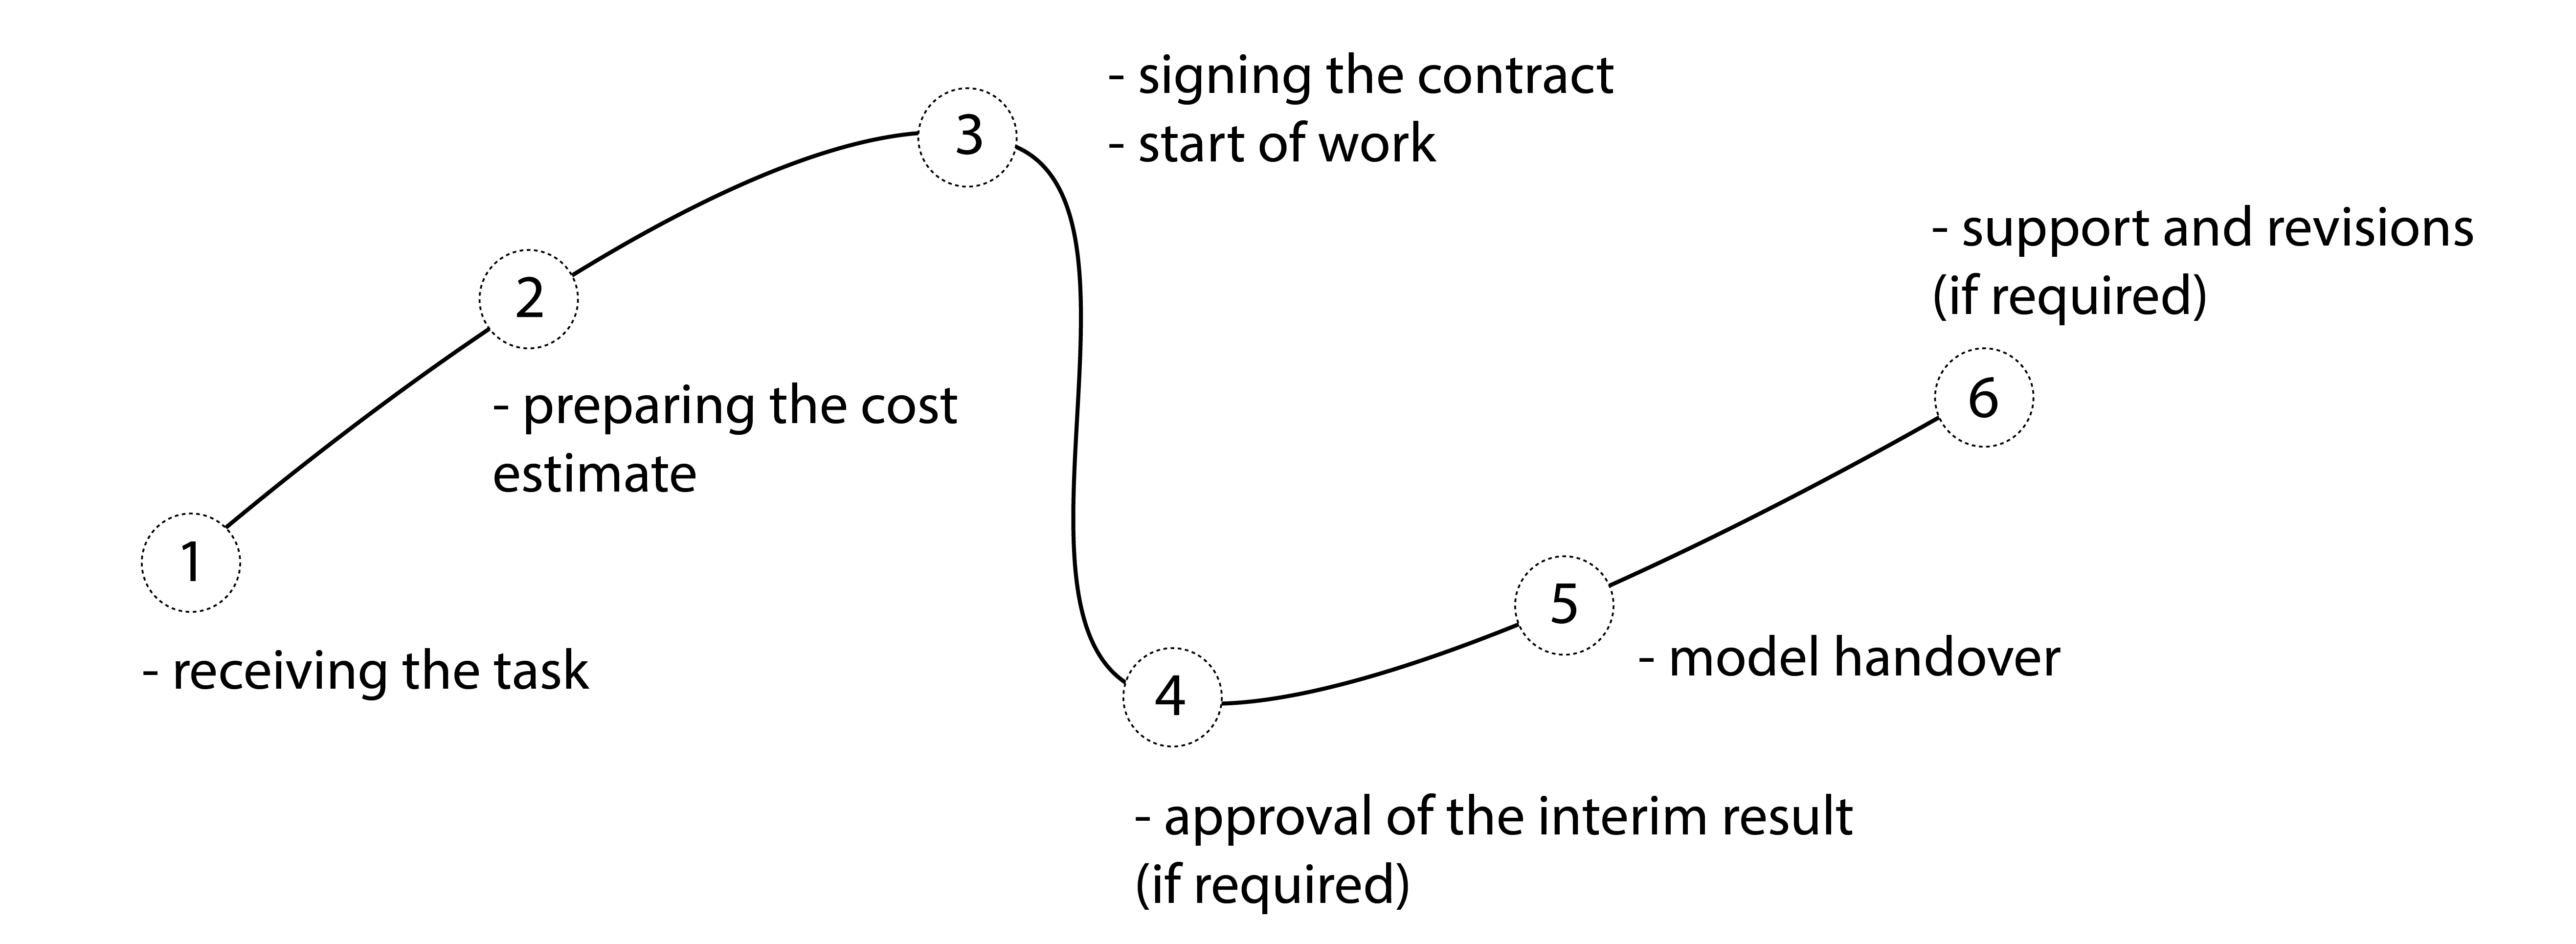 1
- receiving the task
2
- preparing the cost
estimate
3
- signing the contract
- start of work
4
- approval of the interim result
(if required)
5
- model handover
6
- support and revisions
(if required)